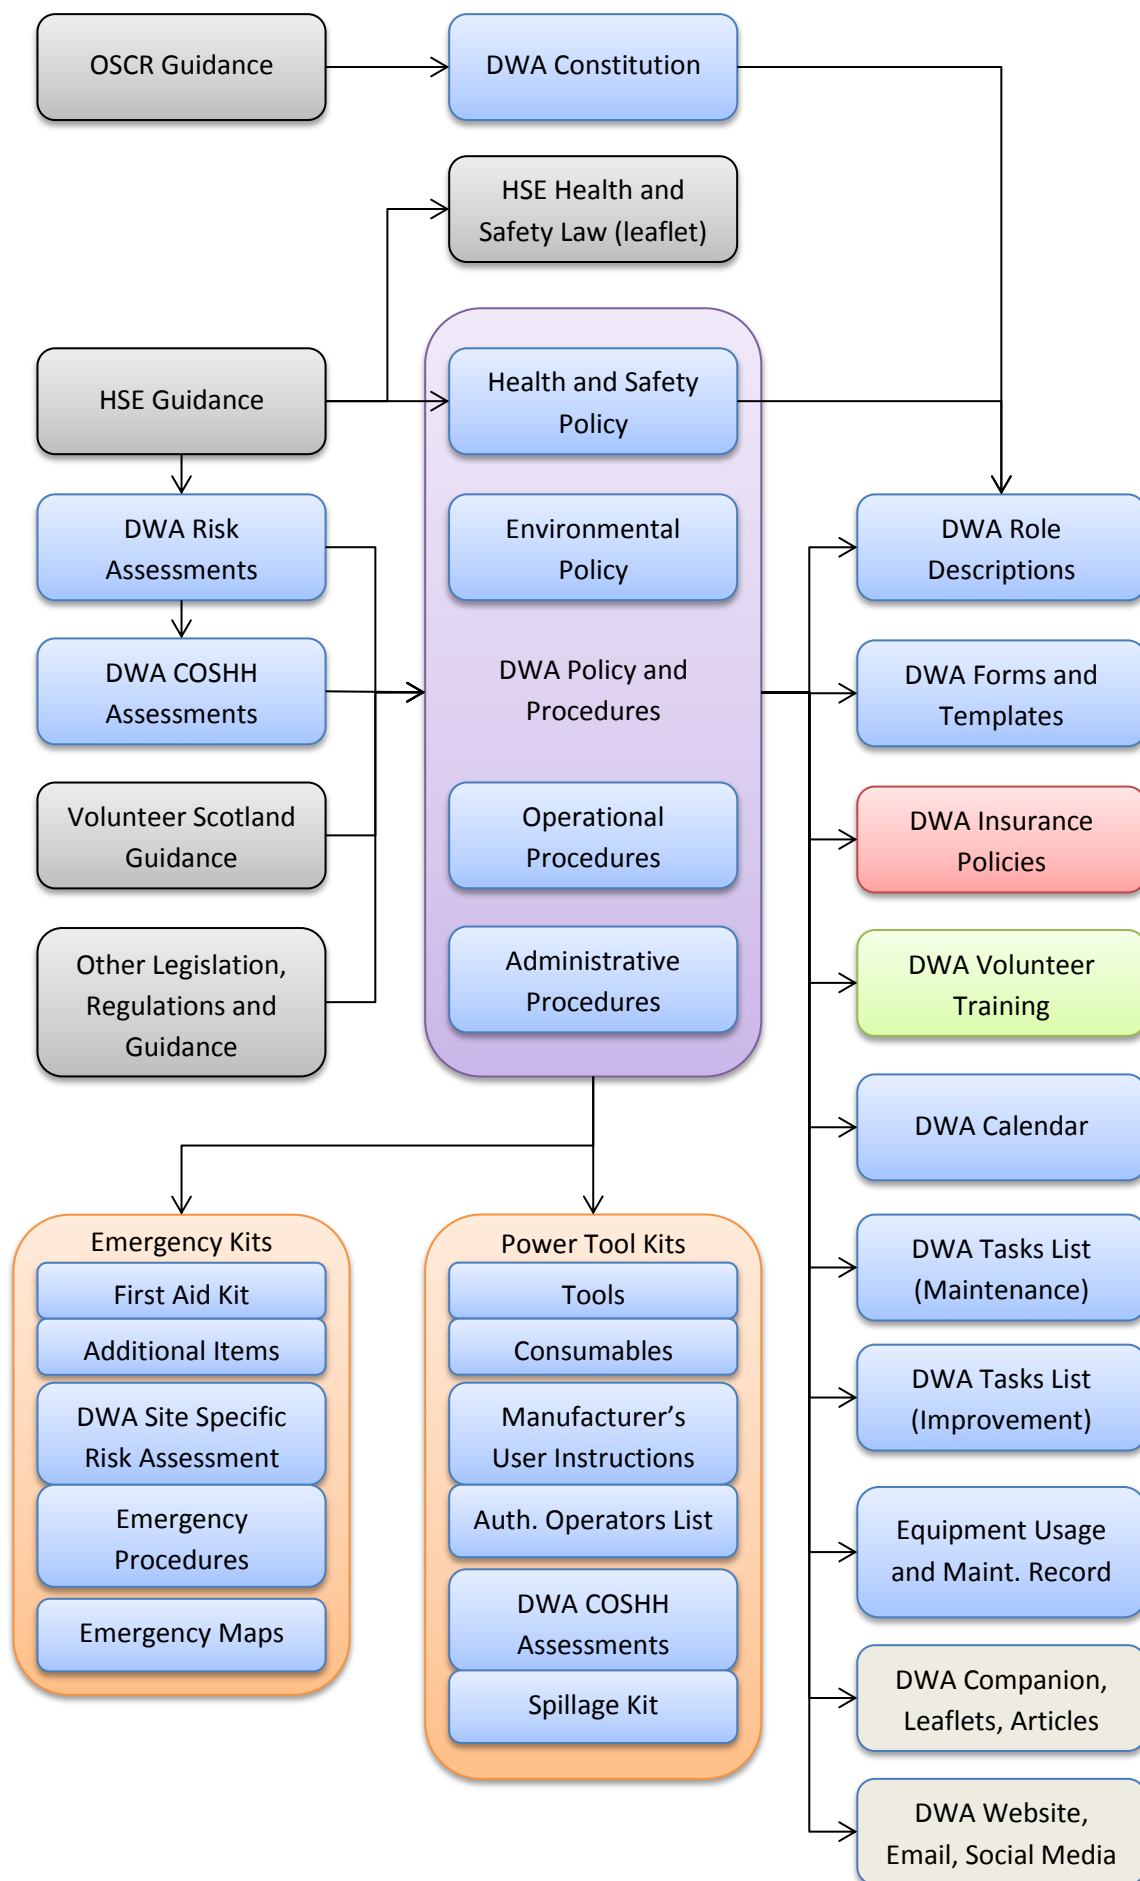 OSCR Guidance
DWA Constitution
HSE Health and
Safety Law (leaflet)
HSE Guidance
Health and Safety
Policy
DWA Risk
Assessments
Environmental
Policy
DWA Role
Descriptions
DWA COSHH
Assessments
DWA Policy and
Procedures
DWA Forms and
Templates
Volunteer Scotland
Guidance
Operational
Procedures
DWA Insurance
Policies
Other Legislation,
Regulations and
Guidance
Administrative
Procedures
DWA Volunteer
Training
DWA Calendar
Emergency Kits
First Aid Kit
Additional Items
DWA Site Specific
Risk Assessment
Emergency
Procedures
Emergency Maps
Power Tool Kits
Tools
Consumables
Manufacturer’s
User Instructions
Auth. Operators List
DWA COSHH
Assessments
Spillage Kit
DWA Tasks List
(Maintenance)
DWA Tasks List
(Improvement)
Equipment Usage
and Maint. Record
DWA Companion,
Leaflets, Articles
DWA Website,
Email, Social Media